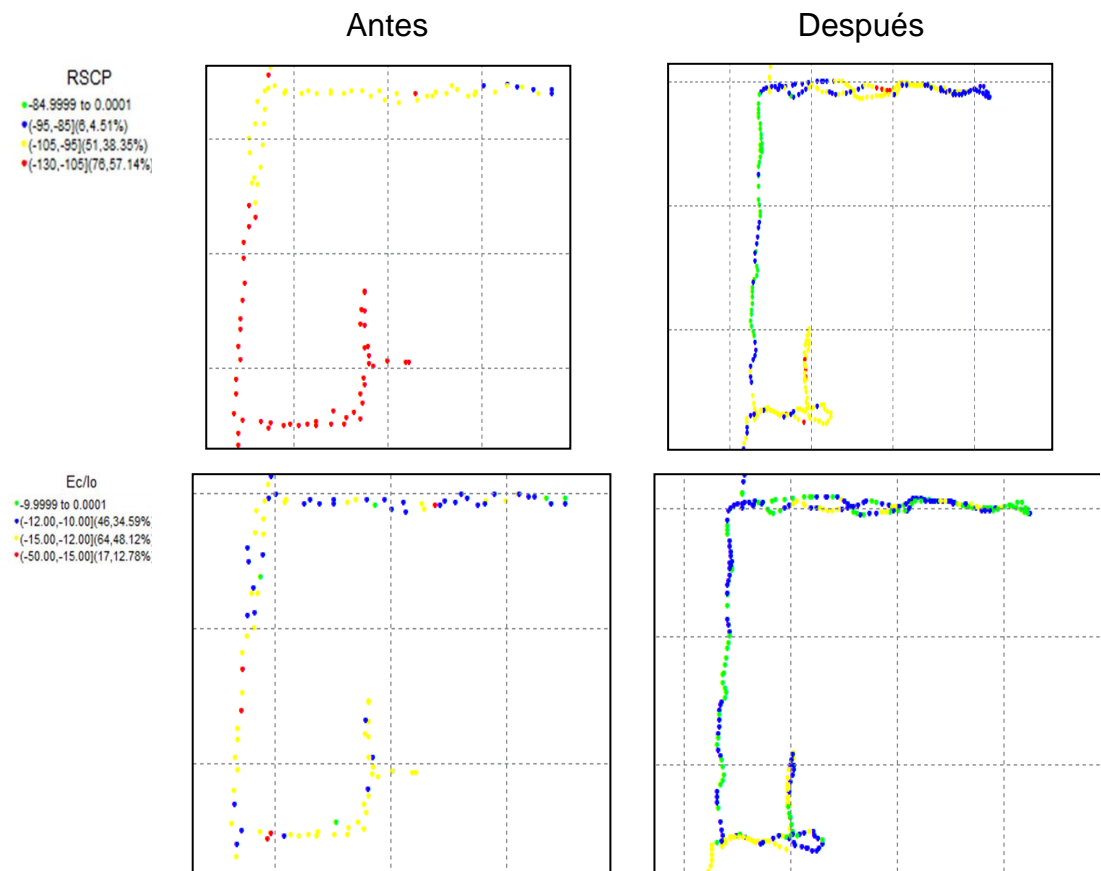 Antes
Después
RSCP
-84.9999 to 0.0001
(-95,-85](6,4.51%)
(-105,-95](51,38.35%)
(-130,-105](76,57.14%)
Ec/Io
-9.9999 to 0.0001
(-12.00,-10.00](46,34.59%
(-15.00,-12.00](64,48.12%
(-50.00,-15.00](17,12.78%